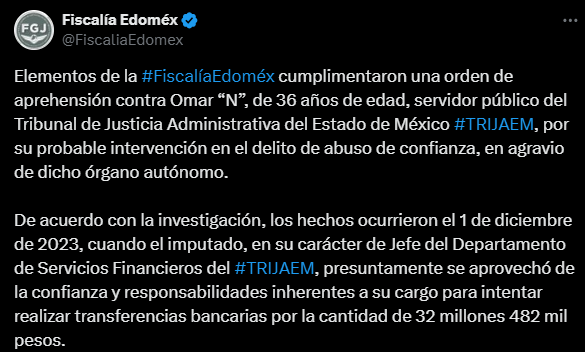 FGJ
Fiscalía Edoméx
@FiscaliaEdomex
Elementos de la #FiscalíaEdoméx cumplimentaron una orden de
aprehensión contra Omar “N”, de 36 años de edad, servidor público del
Tribunal de Justicia Administrativa del Estado de México #TRIJAEM, por
su probable intervención en el delito de abuso de confianza, en agravio
de dicho órgano autónomo.
De acuerdo con la investigación, los hechos ocurrieron el 1 de diciembre
de 2023, cuando el imputado, en su carácter de Jefe del Departamento
de Servicios Financieros del #TRIJAEM, presuntamente se aprovechó de
la confianza y responsabilidades inherentes a su cargo para intentar
realizar transferencias bancarias por la cantidad de 32 millones 482 mil
pesos.